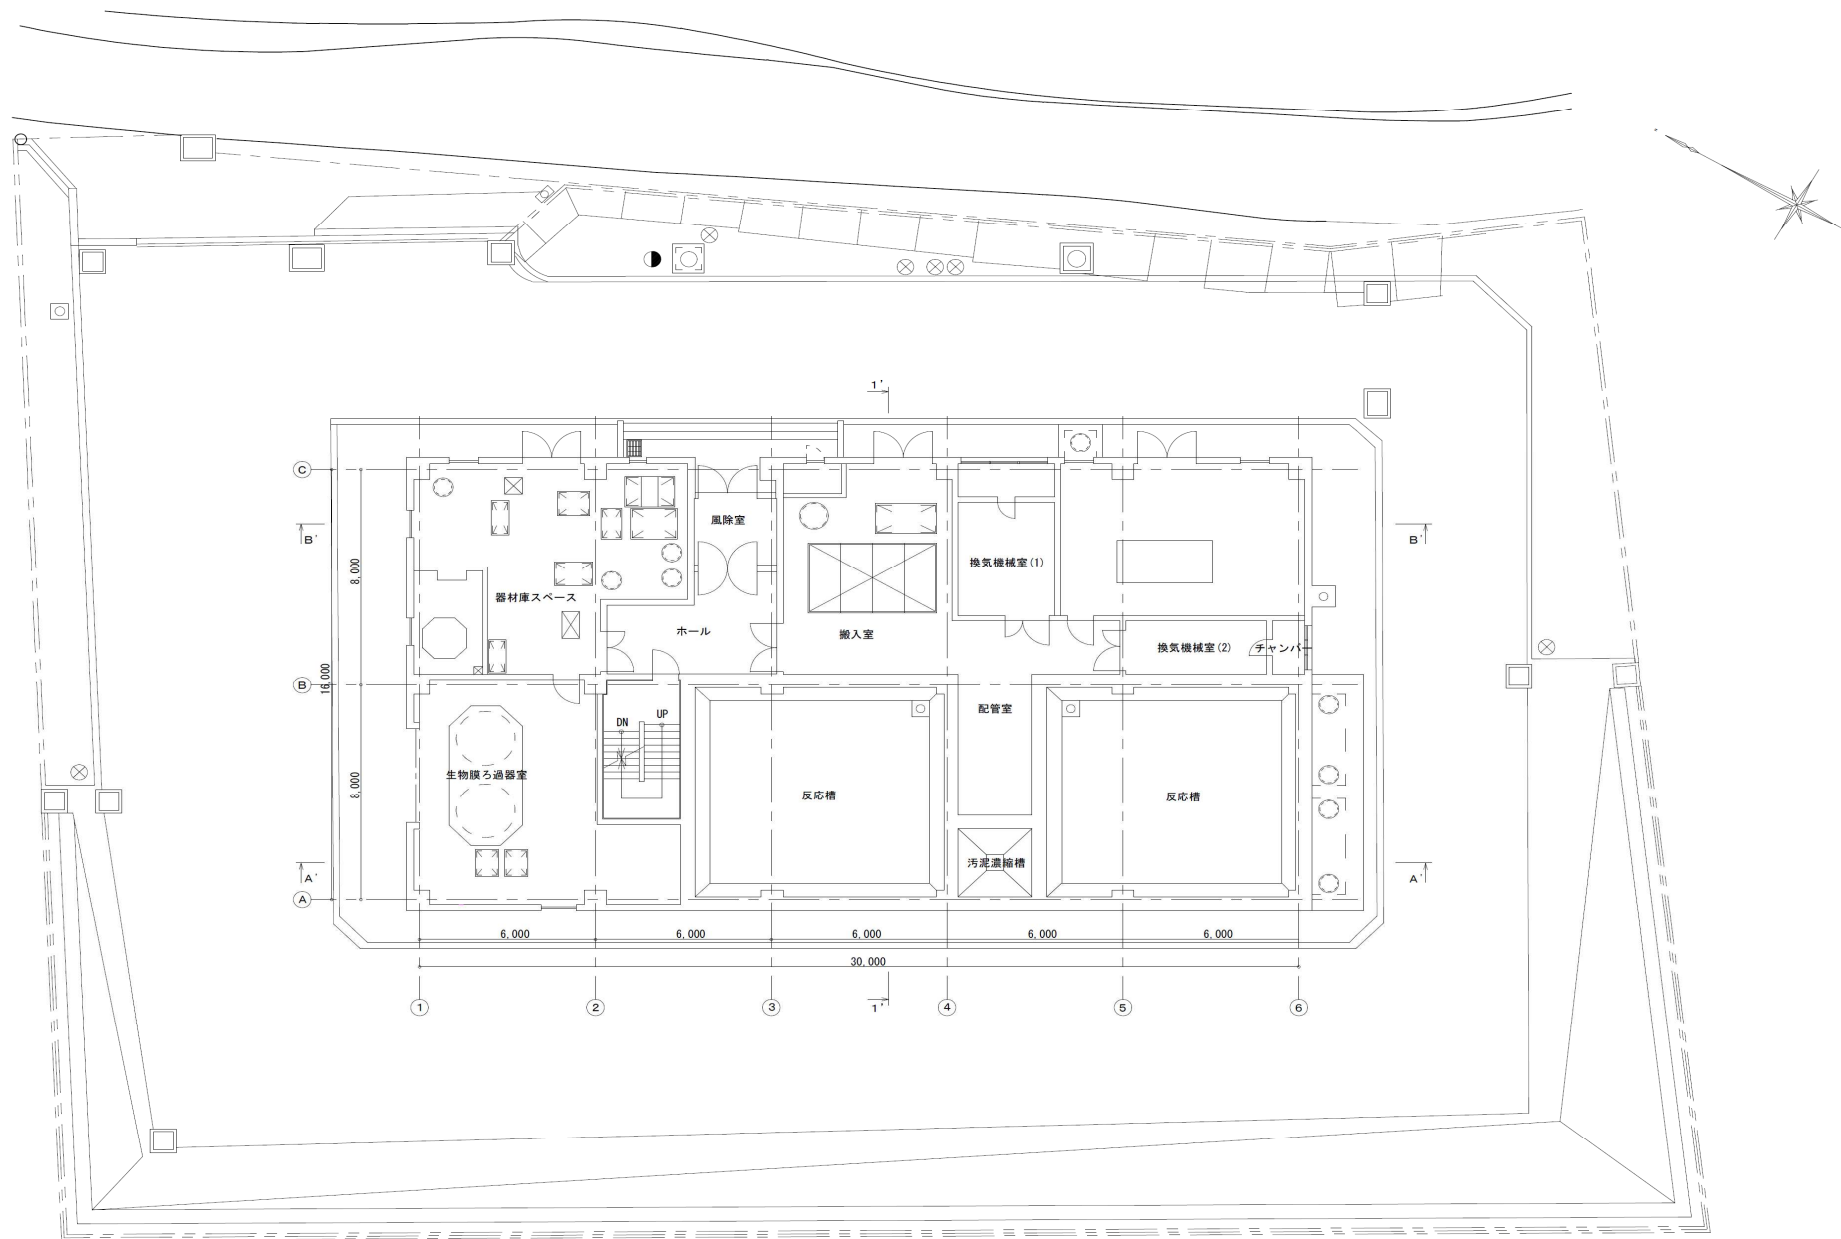 1'
C
B'
B'
風除室
換気機械室(1)
8,000
器材庫スペース
ホール
搬入室
換気機械室(2)
チャンバー
16,000
B
配管室
DN
UP
生物膜ろ過器室
8,000
反応槽
反応槽
汚泥濃縮槽
A'
A'
A
6,000
6,000
6,000
6,000
6,000
30,000
1
2
3
1'
4
5
6